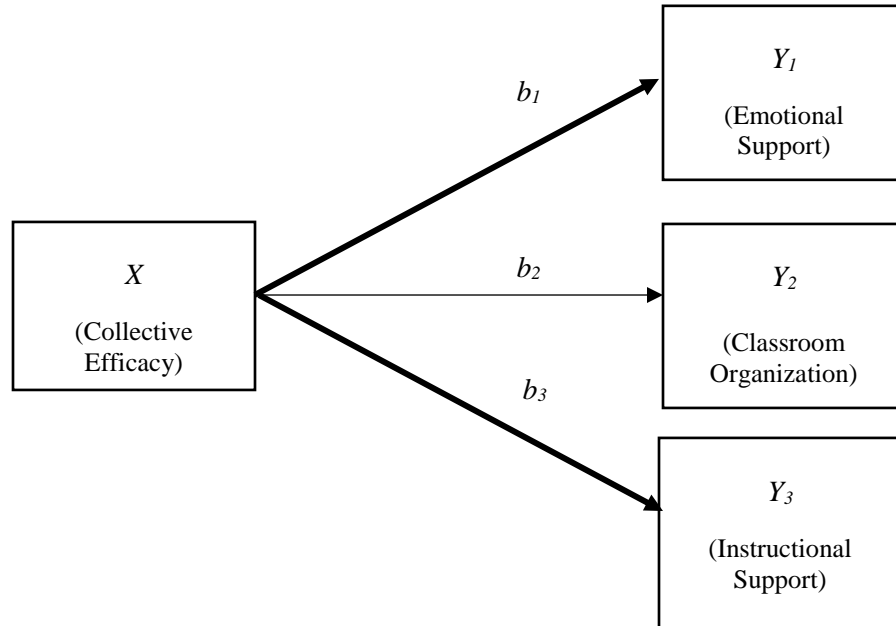 Y₁
(Emotional
Support)
b₁
X
(Collective
Efficacy)
b₂
Y₂
(Classroom
Organization)
b₃
Y₃
(Instructional
Support)